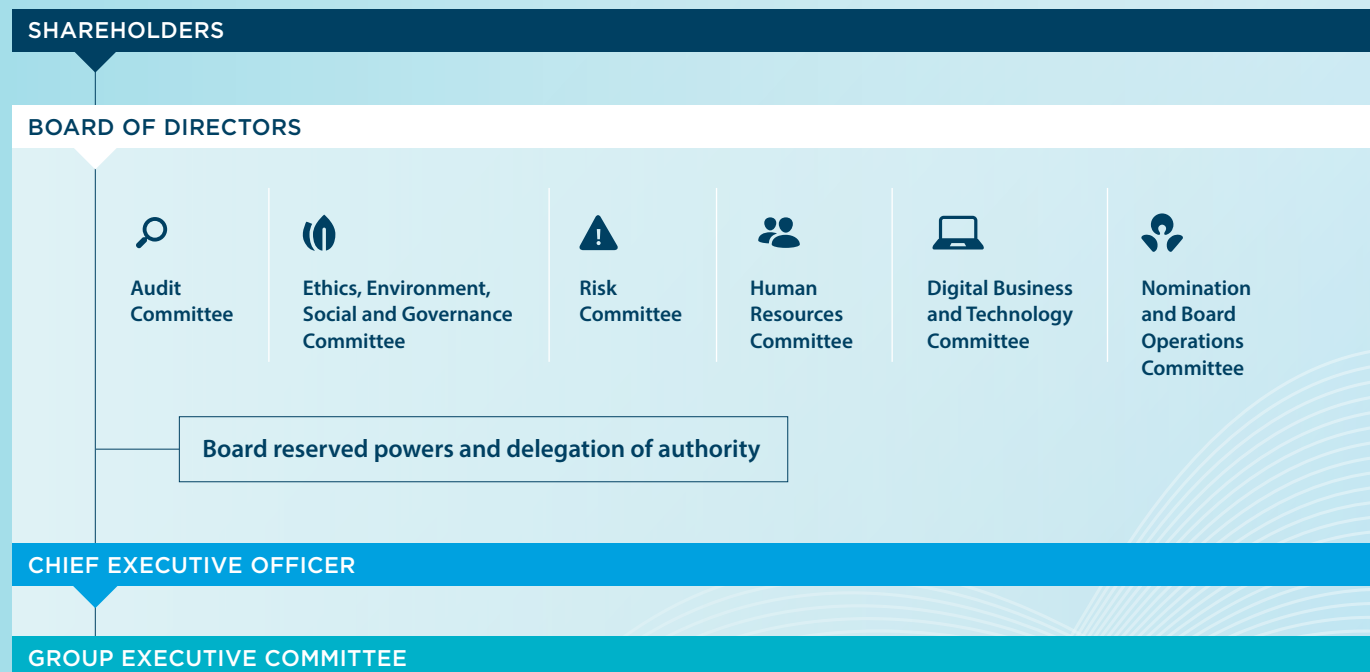 SHAREHOLDERS
BOARD OF DIRECTORS
Audit
Committee
Ethics, Environment,
Social and Governance
Committee
Risk
Committee
Human
Resources
Committee
Digital Business
and Technology
Committee
Nomination
and Board
Operations
Committee
Board reserved powers and delegation of authority
CHIEF EXECUTIVE OFFICER
GROUP EXECUTIVE COMMITTEE